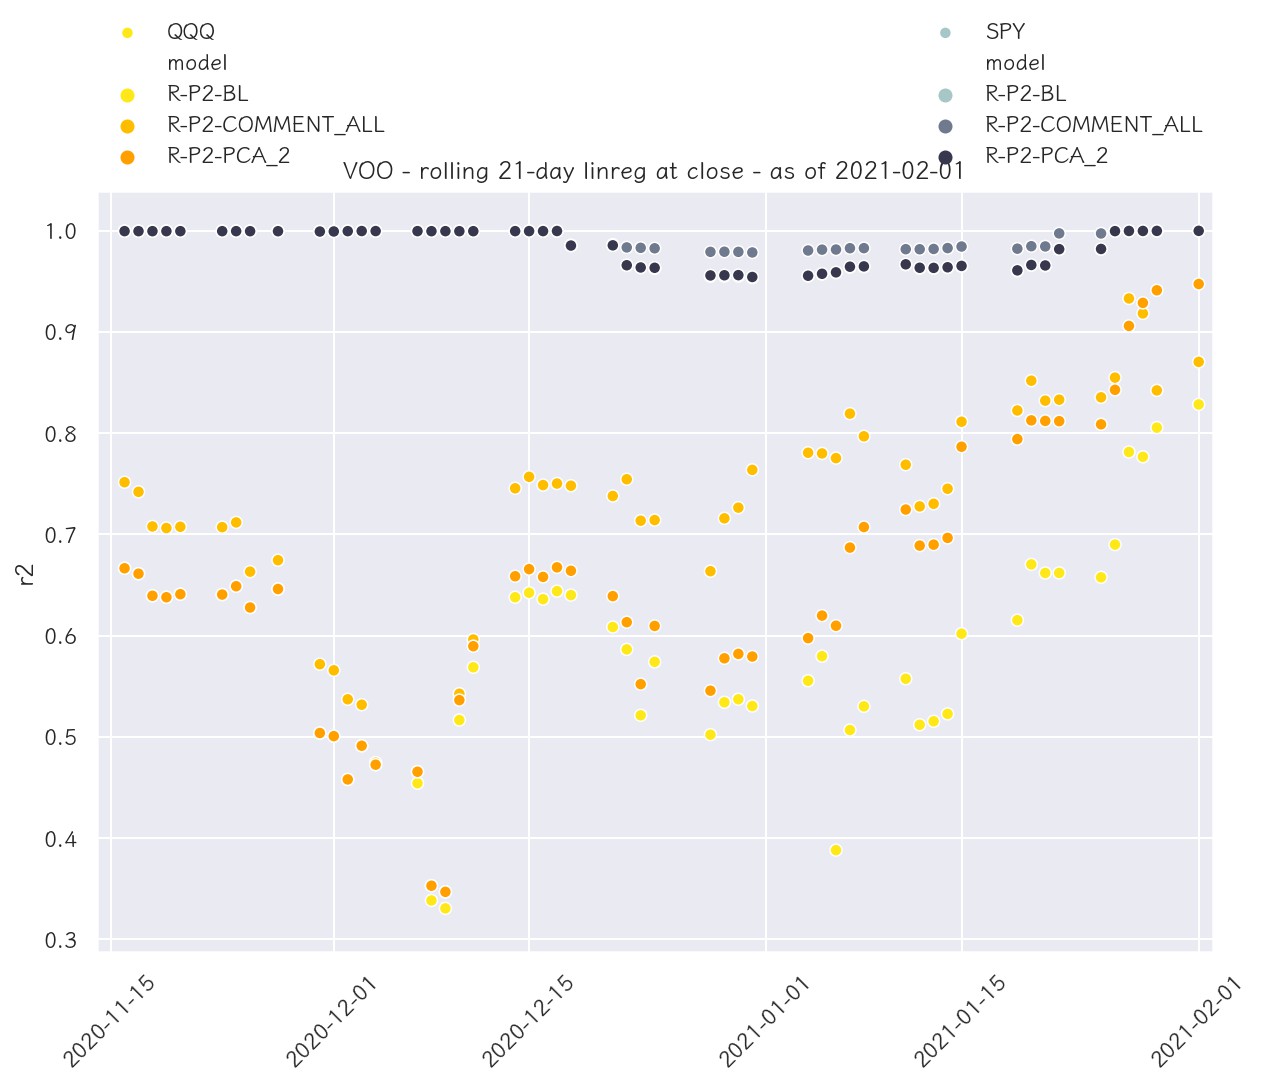 QQQ
model
R-P2-BL
R-P2-COMMENT_ALL
R-P2-PCA_2
SPY
model
R-P2-BL
R-P2-COMMENT_ALL
R-P2-PCA_2
VOO - rolling 21-day linreg at close - as of 2021-02-01
r2
1.0
0.9
0.8
0.7
0.6
0.5
0.4
0.3
2020-11-15
2020-12-01
2020-12-15
2021-01-01
2021-01-15
2021-02-01